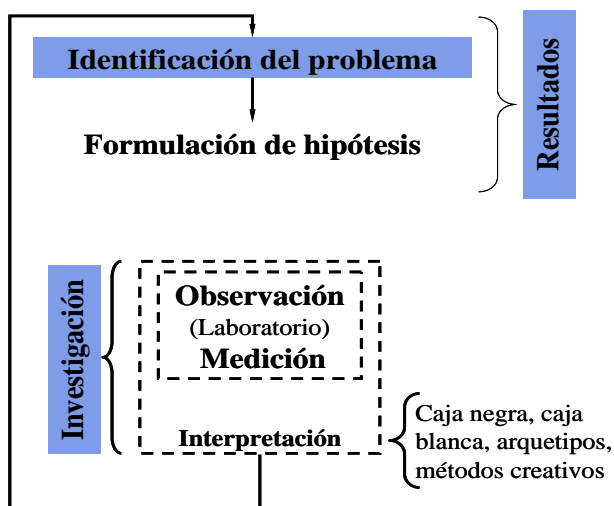 Identificación del problema
Formulación de hipótesis
Resultados
Investigación
Observación
(Laboratorio)
Medición
Interpretación
Caja negra, caja
blanca, arquetipos,
métodos creativos